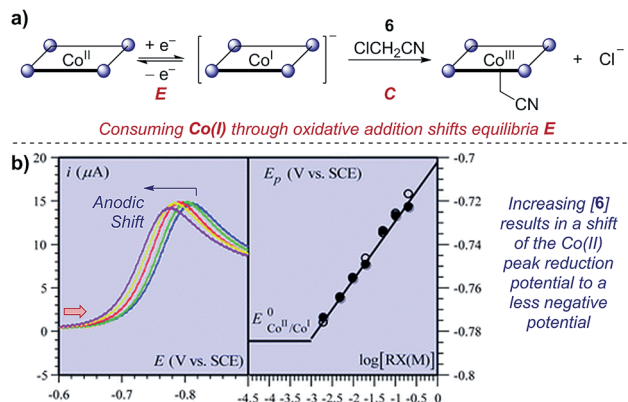 a)
Co^II + e⁻ − e⁻ E [Co^I]⁻ 6 ClCH₂CN C Co^III CN + Cl⁻
Consuming Co(I) through oxidative addition shifts equilibria E
b)
20 i (μA) Ep (V vs. SCE) -0.7
Anodic
Shift
15 -0.72
10 -0.74
5 -0.76
E⁰ Co^II/Co^I
0 -0.78
E (V vs. SCE) log[RX(M)]
-5 -0.8
-0.6 -0.7 -0.8 -4.5 -4 -3.5 -3 -2.5 -2 -1.5 -1 -0.5 0
Increasing [6]
results in a shift
of the Co(II)
peak reduction
potential to a
less negative
potential